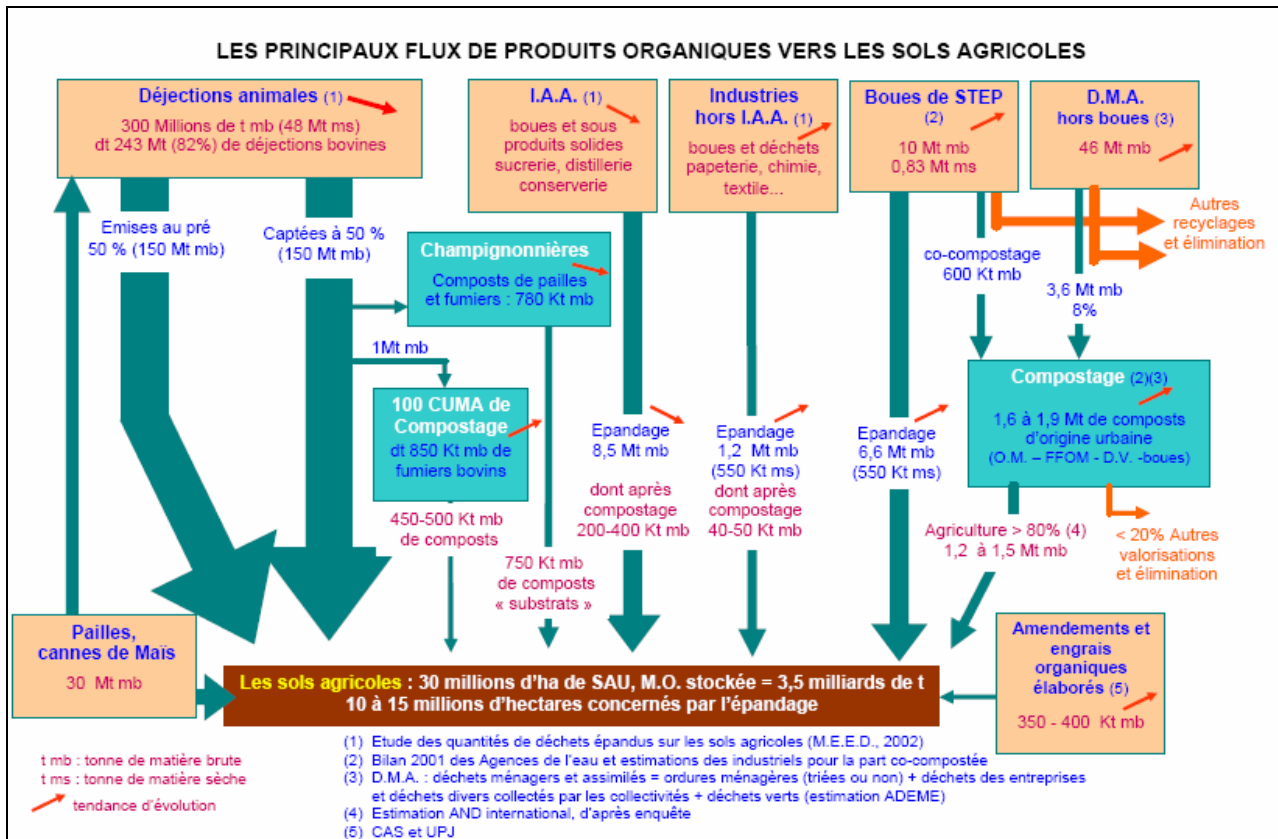 LES PRINCIPAUX FLUX DE PRODUITS ORGANIQUES VERS LES SOLS AGRICOLES
Déjections animales (1)
300 Millions de t mb (48 Mt ms)
dt 243 Mt (82%) de déjections bovines
I.A.A. (1)
boues et sous
produits solides
sucrerie, distillerie
conserverie
Industries
hors I.A.A. (1)
boues et déchets
papeterie, chimie,
textile...
Boues de STEP
(2)
10 Mt mb
0,83 Mt ms
D.M.A.
hors boues (3)
46 Mt mb
Emises au pré
50 % (150 Mt mb)
Captées à 50 %
(150 Mt mb)
Autres
recyclages
et élimination
Champignonnières
Composts de pailles
et fumiers : 780 Kt mb
co-compostage
600 Kt mb
3,6 Mt mb
8%
1Mt mb
100 CUMA de
Compostage
dt 850 Kt mb de
fumiers bovins
Compostage (2)(3)
1,6 à 1,9 Mt de composts
d'origine urbaine
(O.M. – FFOM - D.V. -boues)
Epandage
8,5 Mt mb
dont après
compostage
200-400 Kt mb
Epandage
1,2 Mt mb
(550 Kt ms)
dont après
compostage
40-50 Kt mb
Epandage
6,6 Mt mb
(550 Kt ms)
450-500 Kt mb
de composts
750 Kt mb
de composts
« substrats »
Agriculture > 80% (4)
1,2 à 1,5 Mt mb
< 20% Autres
valorisations
et élimination
Pailles,
cannes de Maïs
30 Mt mb
Les sols agricoles : 30 millions d'ha de SAU, M.O. stockée = 3,5 milliards de t
10 à 15 millions d'hectares concernés par l'épandage
Amendements et
engrais
organiques
élaborés (5)
350 - 400 Kt mb
t mb : tonne de matière brute
t ms : tonne de matière sèche
tendance d'évolution
(1) Etude des quantités de déchets épandus sur les sols agricoles (M.E.E.D., 2002)
(2) Bilan 2001 des Agences de l'eau et estimations des industriels pour la part co-compostée
(3) D.M.A. : déchets ménagers et assimilés = ordures ménagères (triées ou non) + déchets des entreprises
et déchets divers collectés par les collectivités + déchets verts (estimation ADEME)
(4) Estimation AND international, d'après enquête
(5) CAS et UPJ